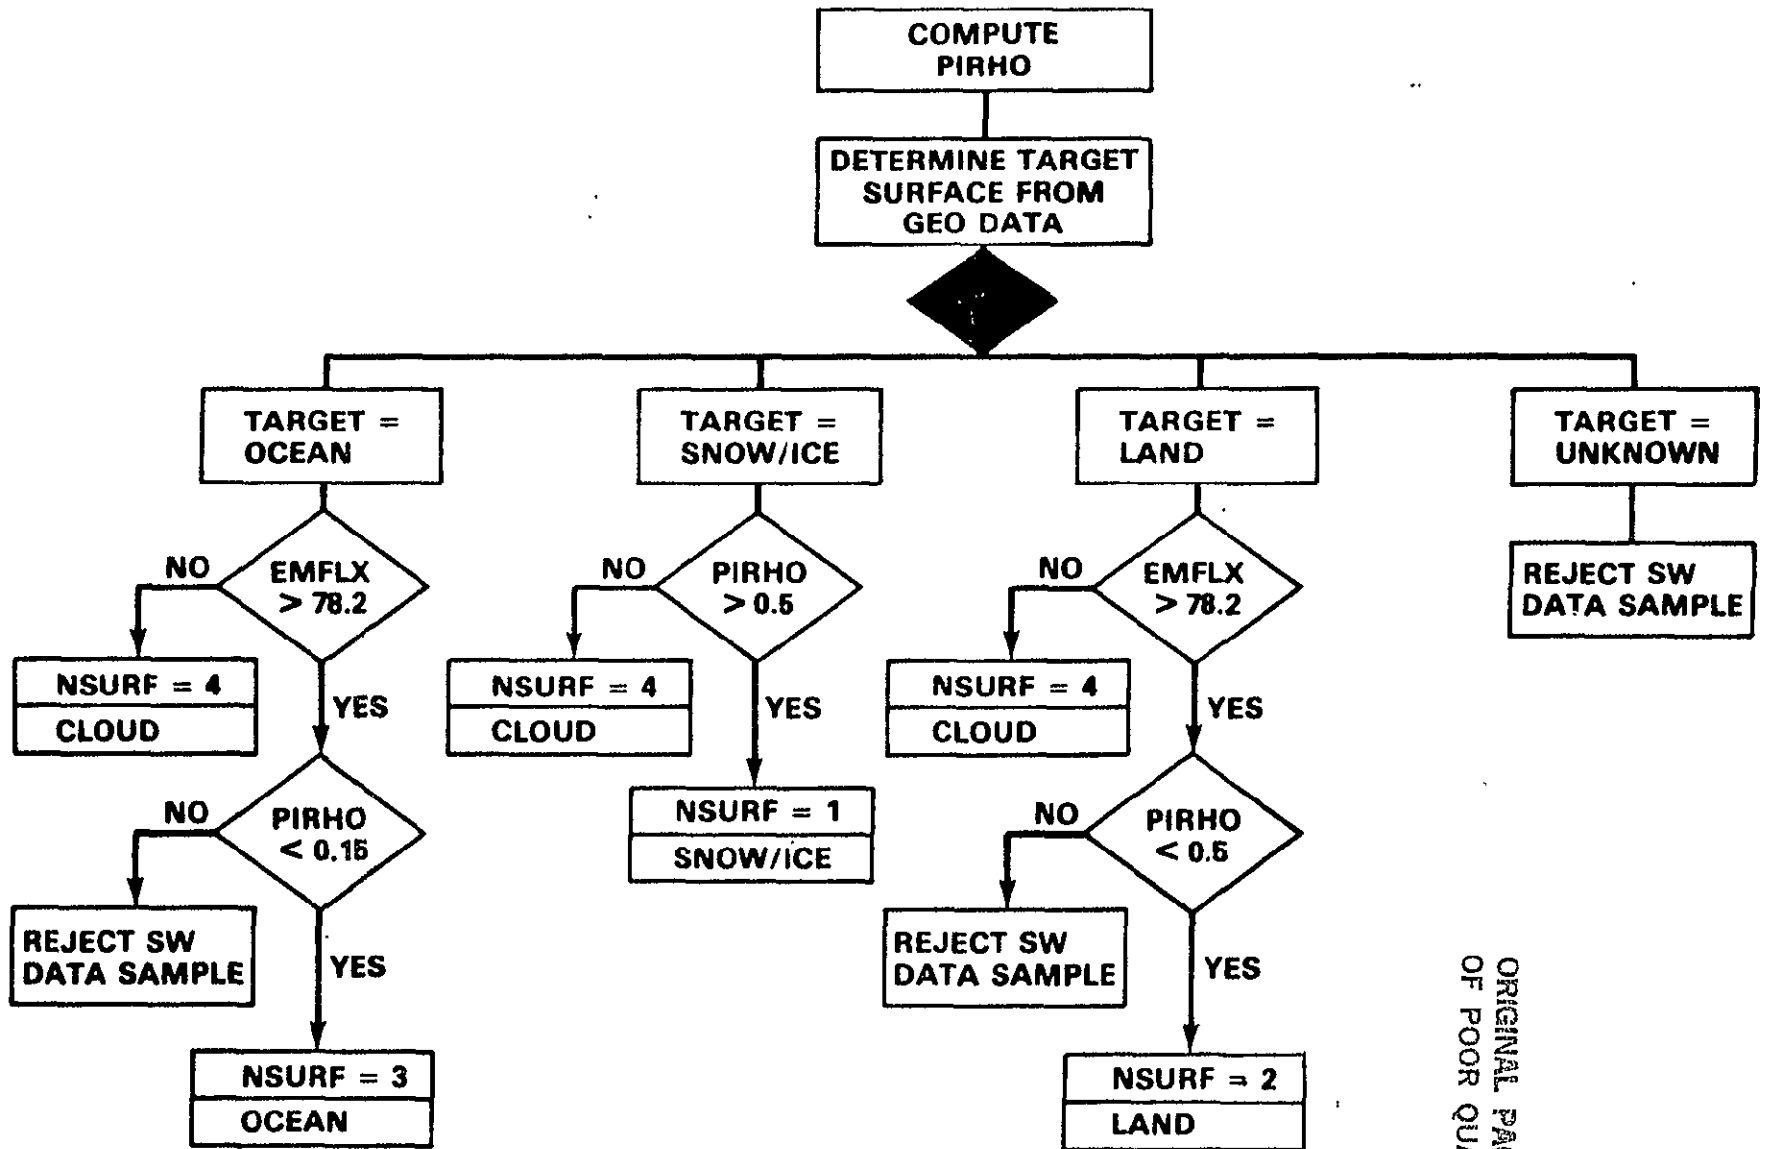 COMPUTE
PIRHO
DETERMINE TARGET
SURFACE FROM
GEO DATA
TARGET =
OCEAN
TARGET =
SNOW/ICE
TARGET =
LAND
TARGET =
UNKNOWN
NO
EMFLX
> 78.2
NO
PIRHO
> 0.5
NO
EMFLX
> 78.2
REJECT SW
DATA SAMPLE
NSURF = 4
CLOUD
YES
NSURF = 4
CLOUD
YES
NSURF = 4
CLOUD
YES
NO
PIRHO
< 0.15
NSURF = 1
SNOW/ICE
NO
PIRHO
< 0.5
REJECT SW
DATA SAMPLE
YES
REJECT SW
DATA SAMPLE
YES
NSURF = 3
OCEAN
NSURF = 2
LAND
ORIGINAL
OF POOR